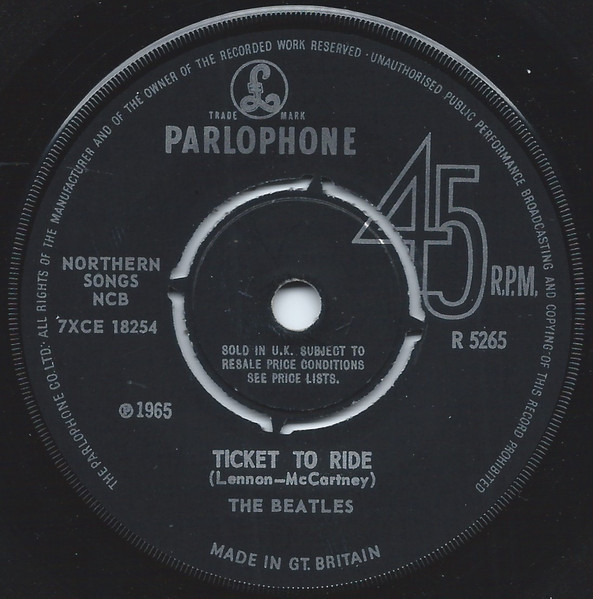 THE PARLOPHONE CO. LTD.· ALL RIGHTS OF THE MANUFACTURER AND OF THE OWNER OF THE RECORDED WORK RESERVED · UNAUTHORISED PUBLIC PERFORMANCE BROADCASTING AND COPYING OF THIS RECORD PROHIBITED
£
TRADE MARK
PARLOPHONE
45
R.P.M.
NORTHERN
SONGS
NCB
7XCE 18254
R 5265
SOLD IN U.K. SUBJECT TO
RESALE PRICE CONDITIONS
SEE PRICE LISTS.
℗1965
TICKET TO RIDE
(Lennon—McCartney)
THE BEATLES
MADE IN GT. BRITAIN